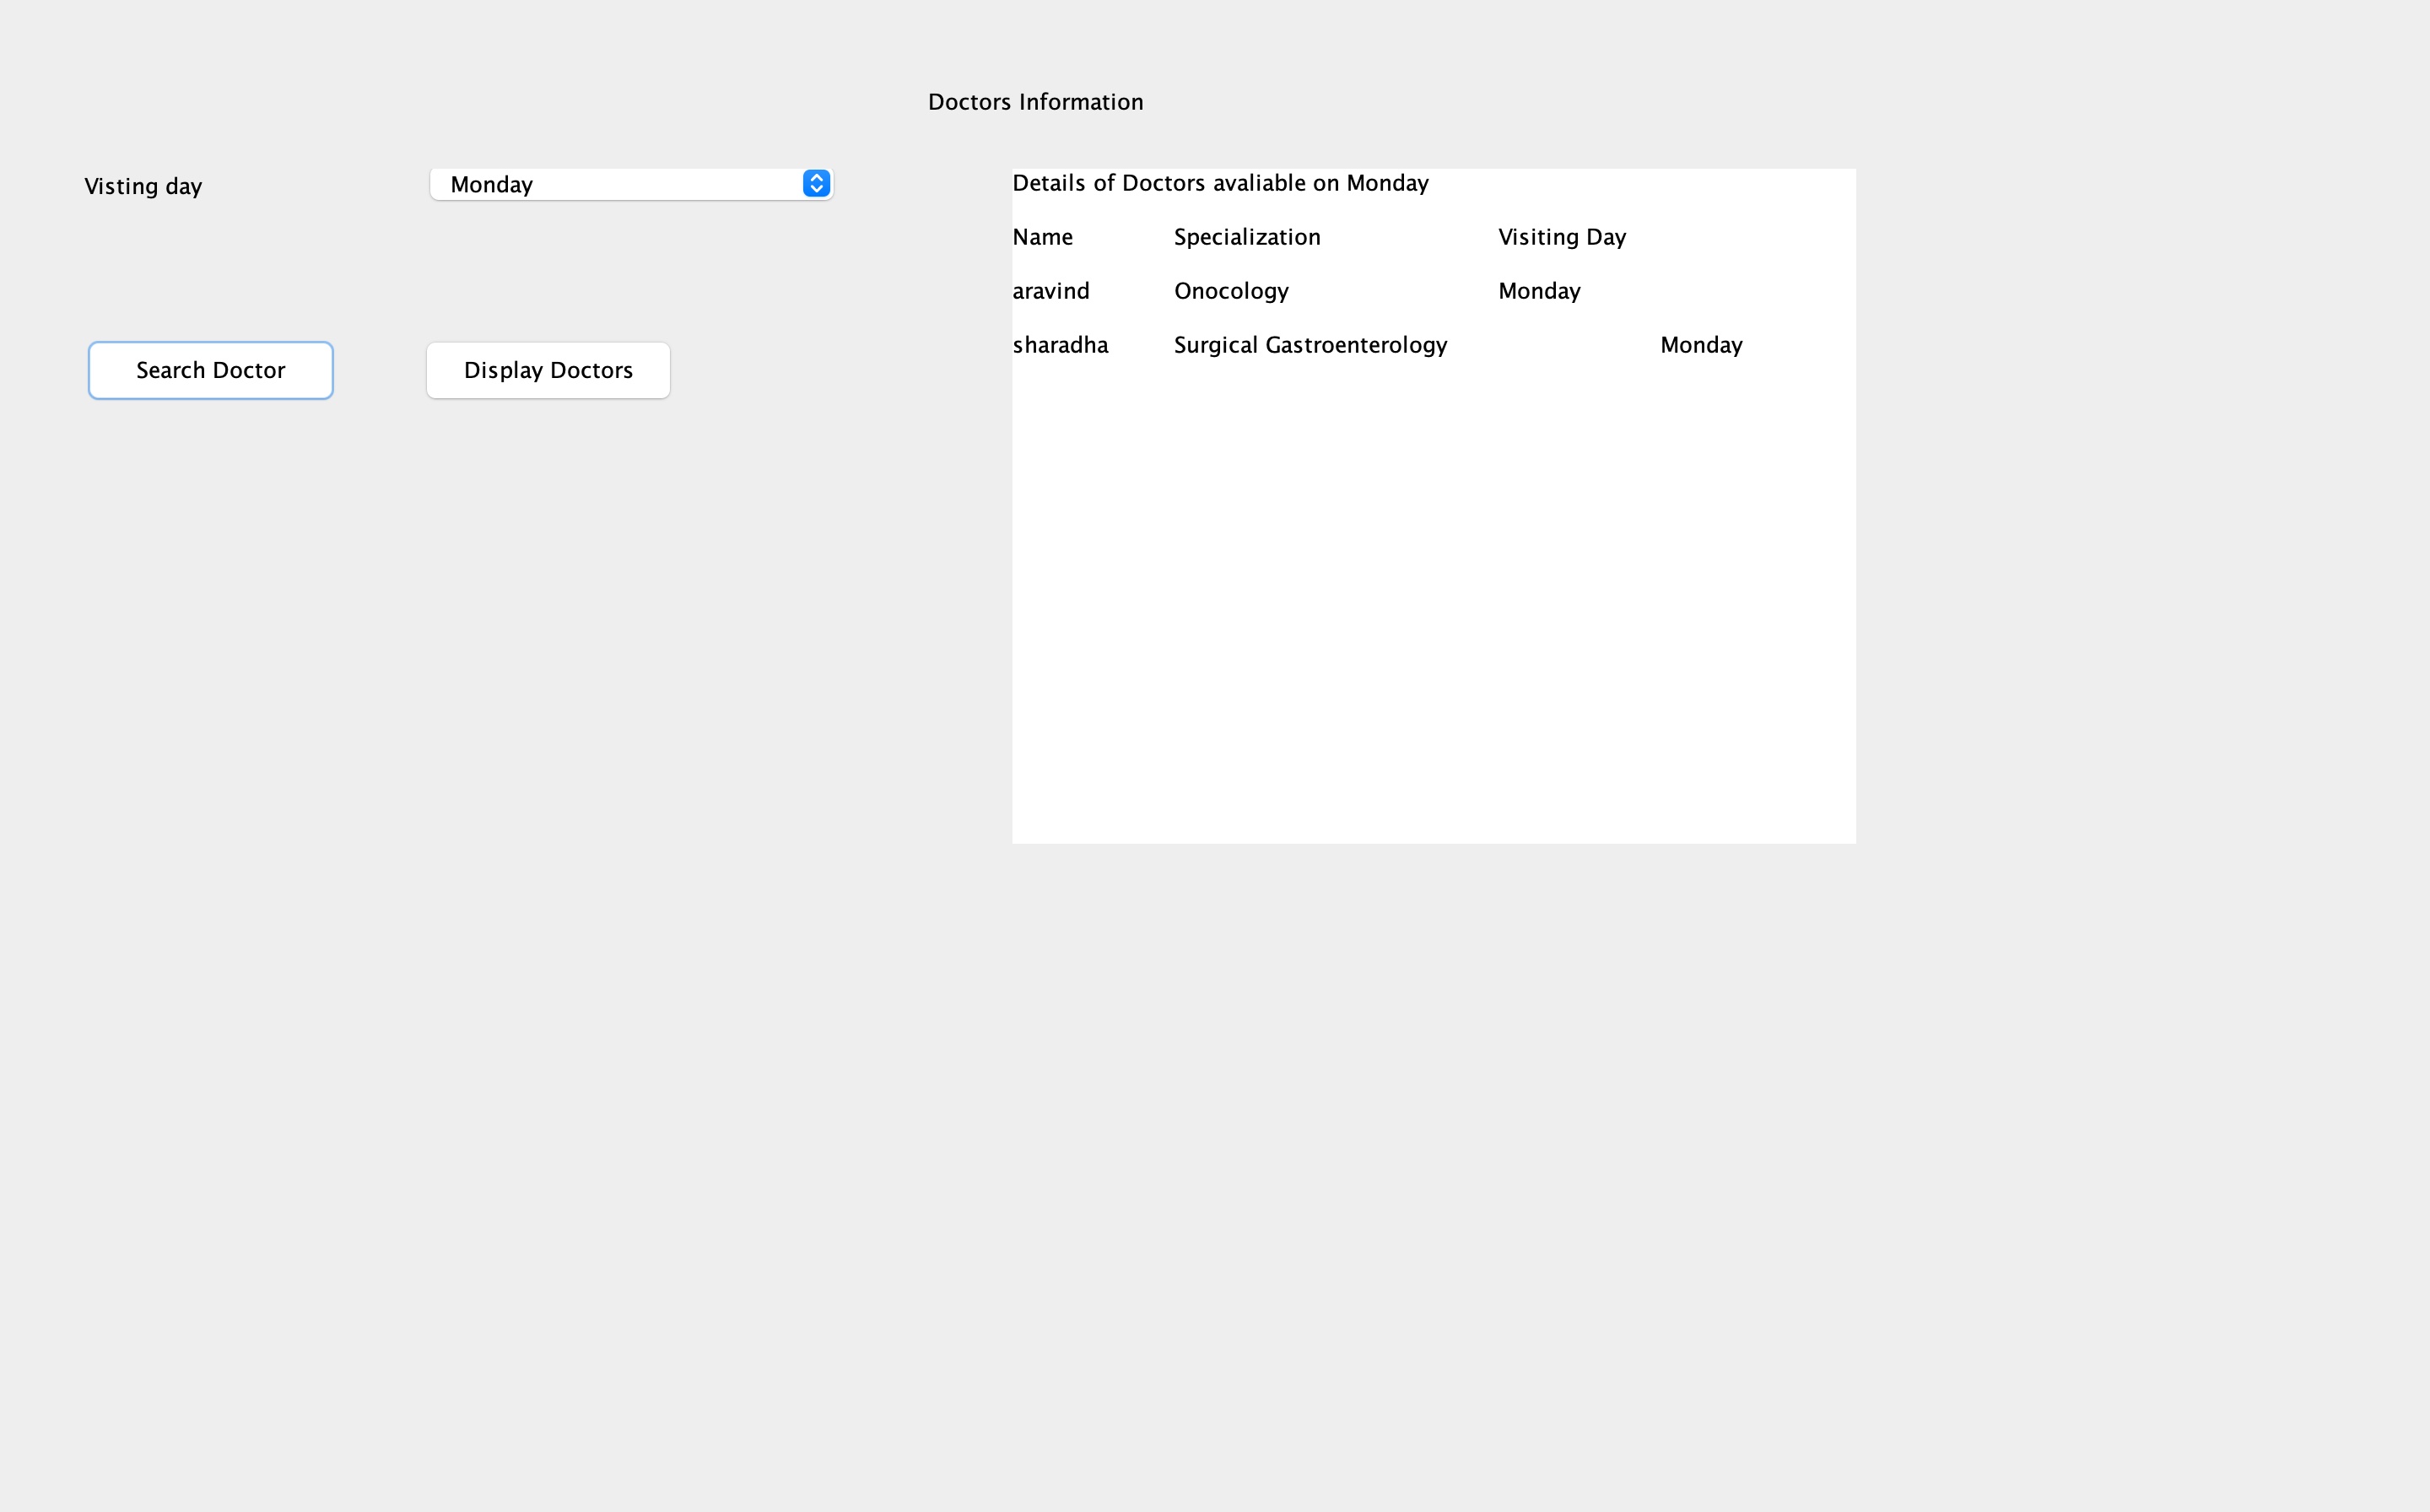 Doctors Information
Visting day
Monday
Search Doctor
Display Doctors
Details of Doctors avaliable on Monday
Name Specialization Visiting Day
aravind Onocology Monday
sharadha Surgical Gastroenterology Monday